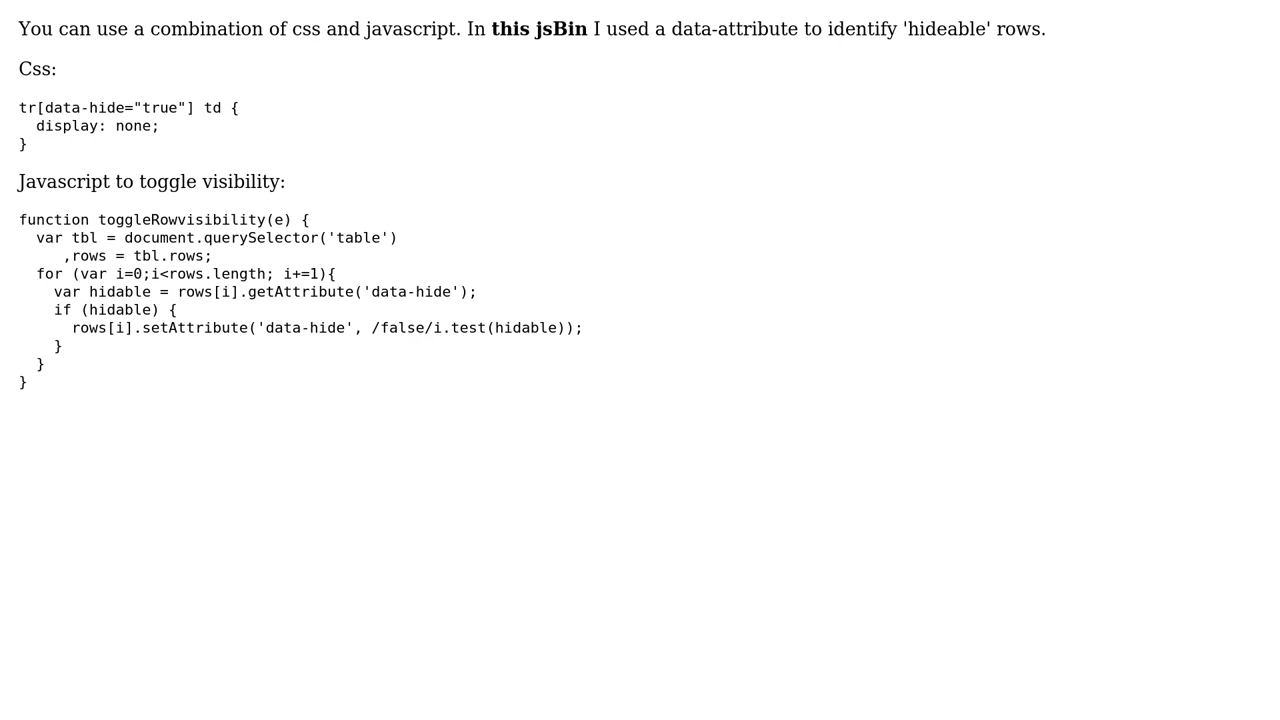 You can use a combination of css and javascript. In this jsBin I used a data-attribute to identify 'hideable' rows.
Css:
tr[data-hide="true"] td {
  display: none;
}
Javascript to toggle visibility:
function toggleRowvisibility(e) {
  var tbl = document.querySelector('table')
     ,rows = tbl.rows;
  for (var i=0;i<rows.length; i+=1){
    var hidable = rows[i].getAttribute('data-hide');
    if (hidable) {
      rows[i].setAttribute('data-hide', /false/i.test(hidable));
    }
  }
}